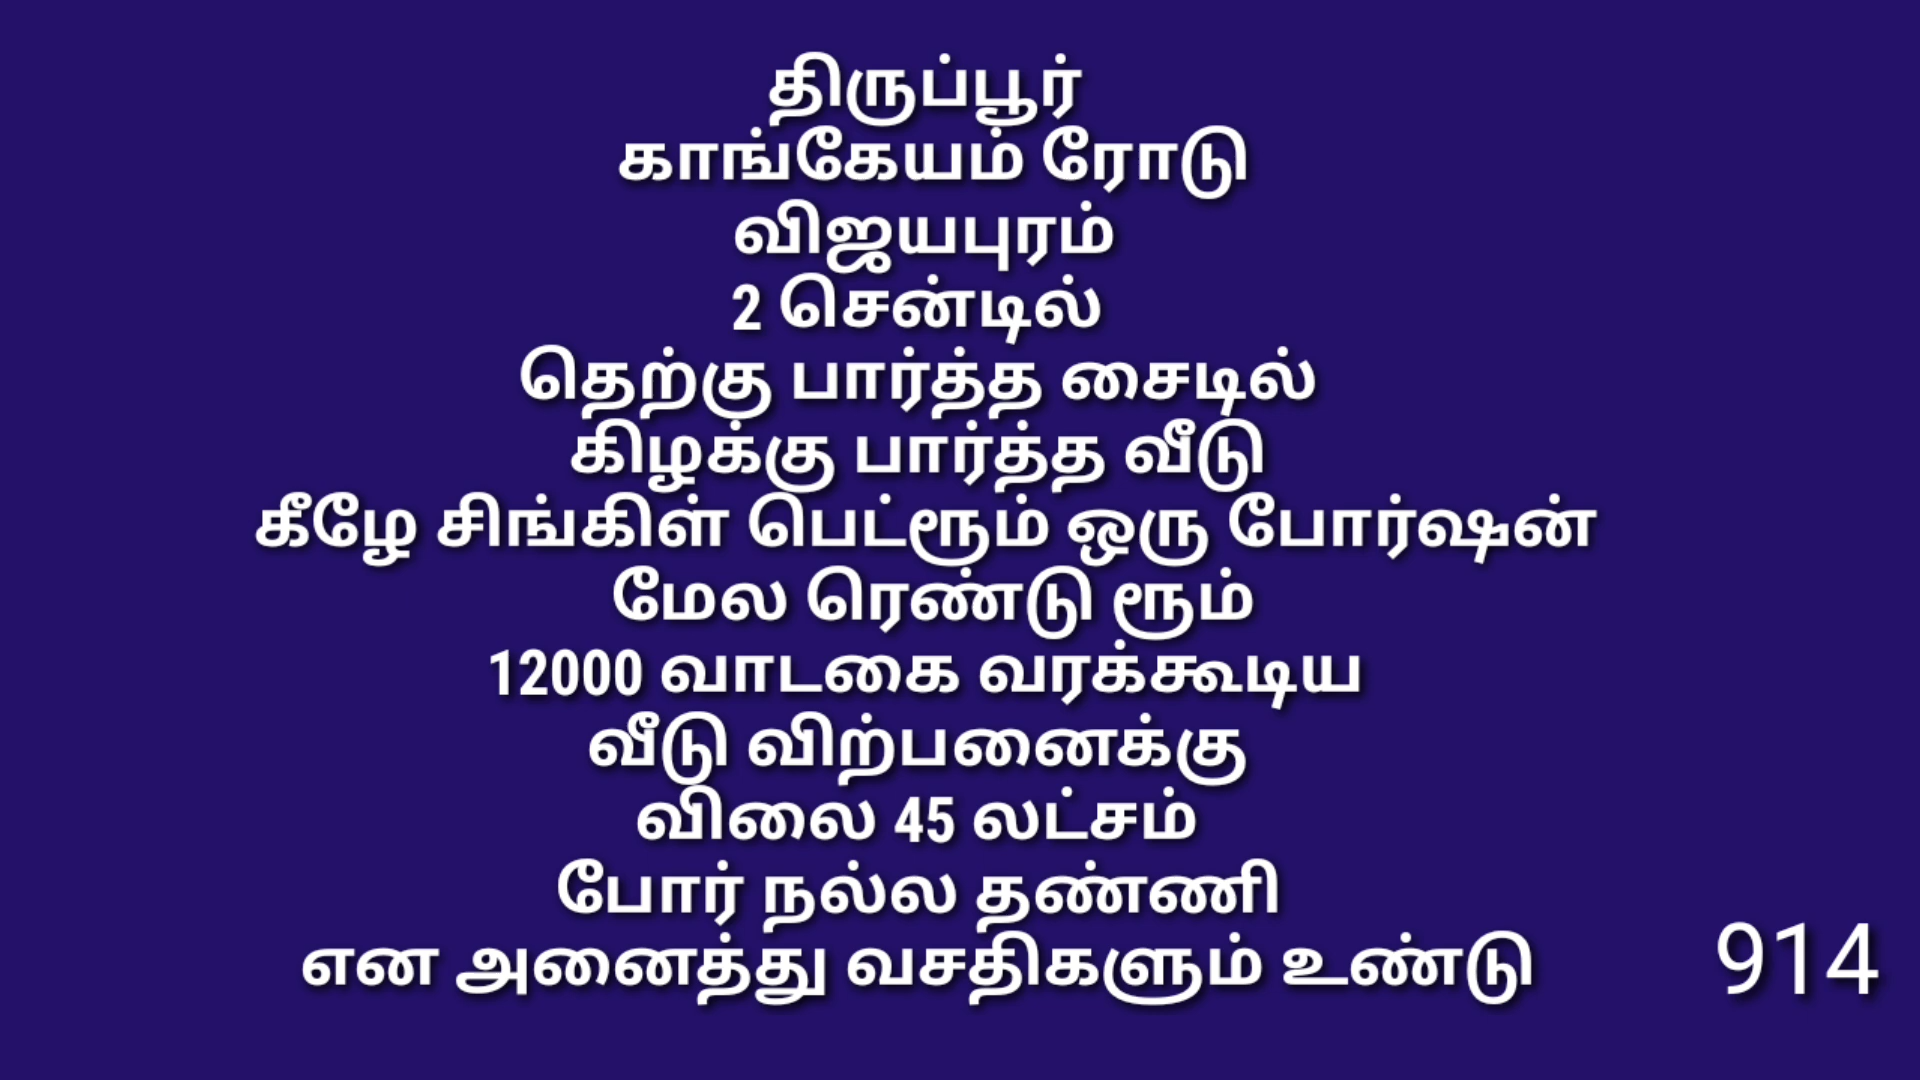 திருப்பூர்
காங்கேயம் ரோடு
விஜயபுரம்
2 சென்டில்
தெற்கு பார்த்த சைடில்
கிழக்கு பார்த்த வீடு
கீழே சிங்கிள் பெட்ரூம் ஒரு போர்ஷன்
மேல ரெண்டு ரூம்
12000 வாடகை வரக்கூடிய
வீடு விற்பனைக்கு
விலை 45 லட்சம்
போர் நல்ல தண்ணி
என அனைத்து வசதிகளும் உண்டு
914